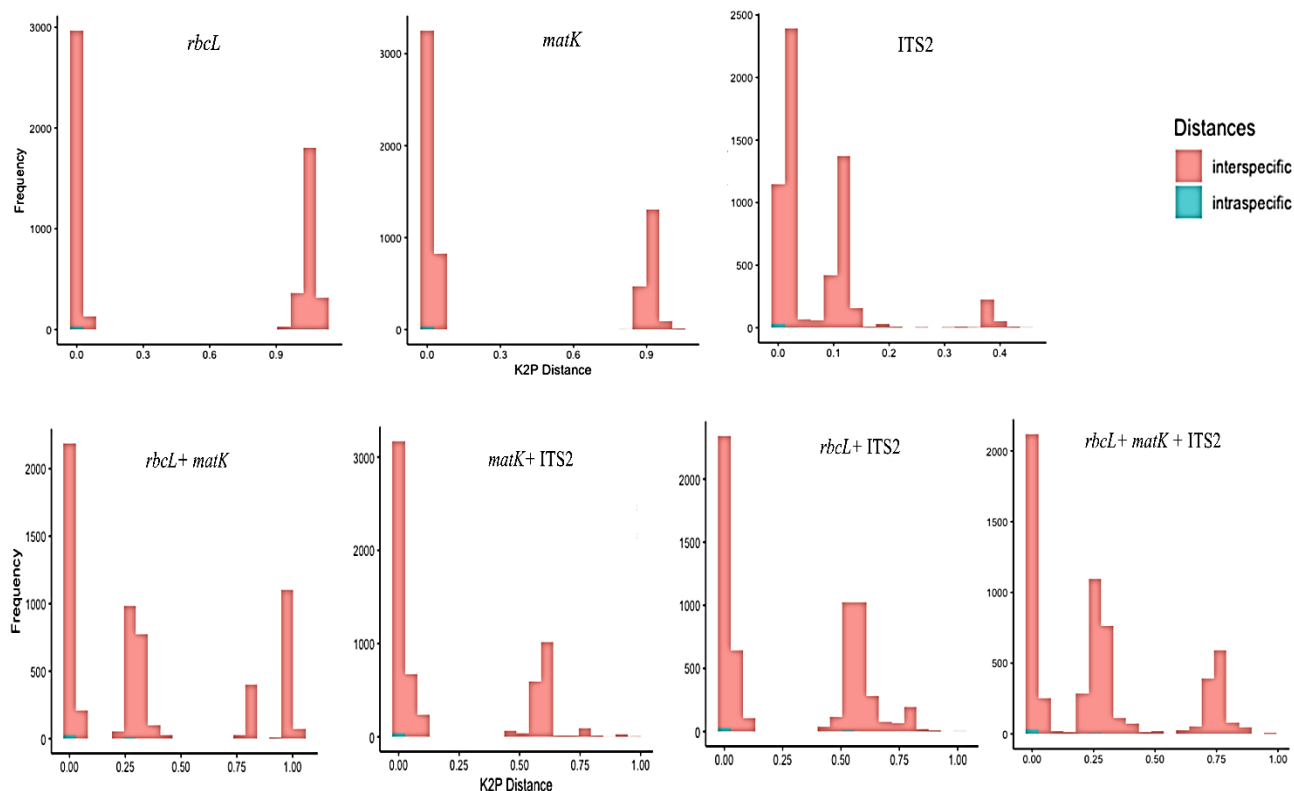 rbcL
matK
ITS2
3000
2000
1000
0
Frequency
0.0 0.3 0.6 0.9
3000
2000
1000
0
0.0 0.3 0.6 0.9
K2P Distance
2500
2000
1500
1000
500
0
0.0 0.1 0.2 0.3 0.4
Distances
interspecific
intraspecific
rbcL+ matK
matK+ ITS2
rbcL+ ITS2
rbcL+ matK + ITS2
2000
1500
1000
500
0
Frequency
0.00 0.25 0.50 0.75 1.00
3000
2000
1000
0
0.00 0.25 0.50 0.75 1.00
K2P Distance
2000
1500
1000
500
0
0.00 0.25 0.50 0.75 1.00
2000
1500
1000
500
0
0.00 0.25 0.50 0.75 1.00